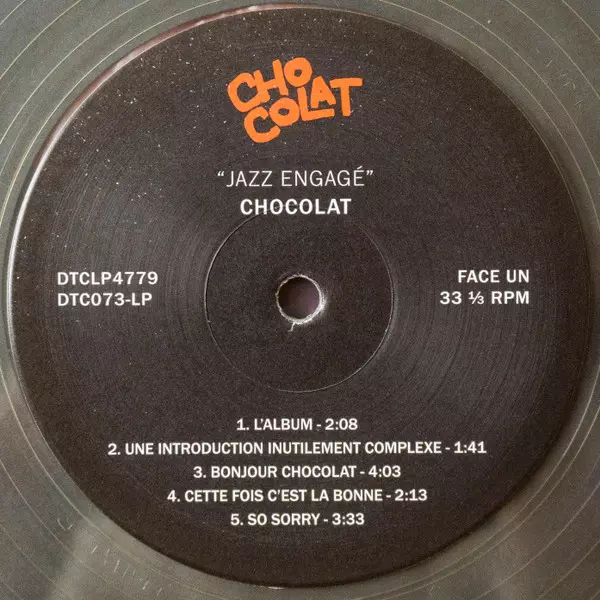 CHO
COLAT
“JAZZ ENGAGÉ”
CHOCOLAT
DTCLP4779
DTC073-LP
FACE UN
33 ⅓ RPM
1. L’ALBUM - 2:08
2. UNE INTRODUCTION INUTILEMENT COMPLEXE - 1:41
3. BONJOUR CHOCOLAT - 4:03
4. CETTE FOIS C’EST LA BONNE - 2:13
5. SO SORRY - 3:33